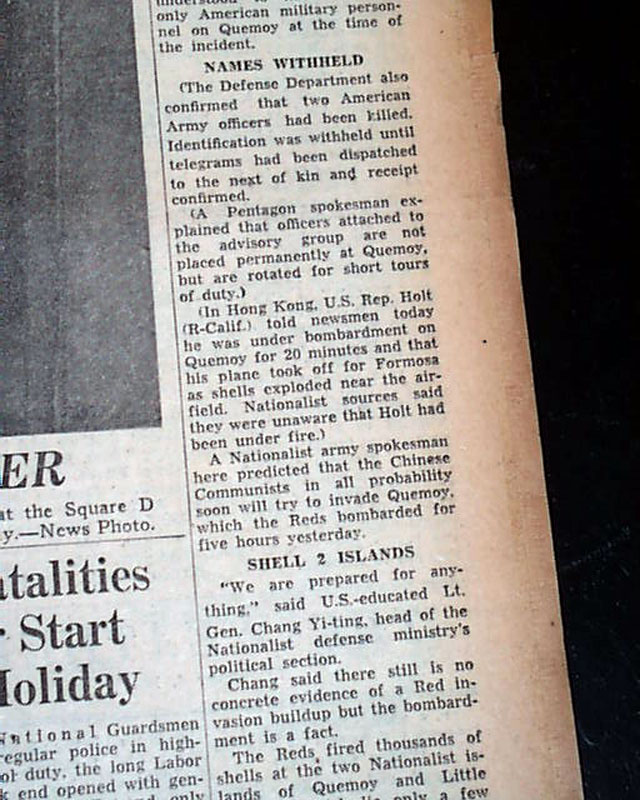 only American military person-
nel on Quemoy at the time of
the incident.
NAMES WITHHELD
(The Defense Department also
confirmed that two American
Army officers had been killed.
Identification was withheld until
telegrams had been dispatched
to the next of kin and receipt
confirmed.
(A Pentagon spokesman ex-
plained that officers attached to
the advisory group are not
placed permanently at Quemoy,
but are rotated for short tours
of duty.)
(In Hong Kong, U.S. Rep. Holt
(R-Calif.) told newsmen today
he was under bombardment on
Quemoy for 20 minutes and that
his plane took off for Formosa
as shells exploded near the air-
field. Nationalist sources said
they were unaware that Holt had
been under fire.)
A Nationalist army spokesman
here predicted that the Chinese
Communists in all probability
soon will try to invade Quemoy,
which the Reds bombarded for
five hours yesterday.
SHELL 2 ISLANDS
"We are prepared for any-
thing," said U.S.-educated Lt.
Gen. Chang Yi-ting, head of the
Nationalist defense ministry's
political section.
Chang said there still is no
concrete evidence of a Red in-
vasion buildup but the bombard-
ment is a fact.
The Reds fired thousands of
shells at the two Nationalist is-
lands of Quemoy and Little
only a few
ER
at the Square D
y.—News Photo.
atalities
r Start
Holiday
National Guardsmen
regular police in high-
ol duty, the long Labor
k end opened with gen-
only